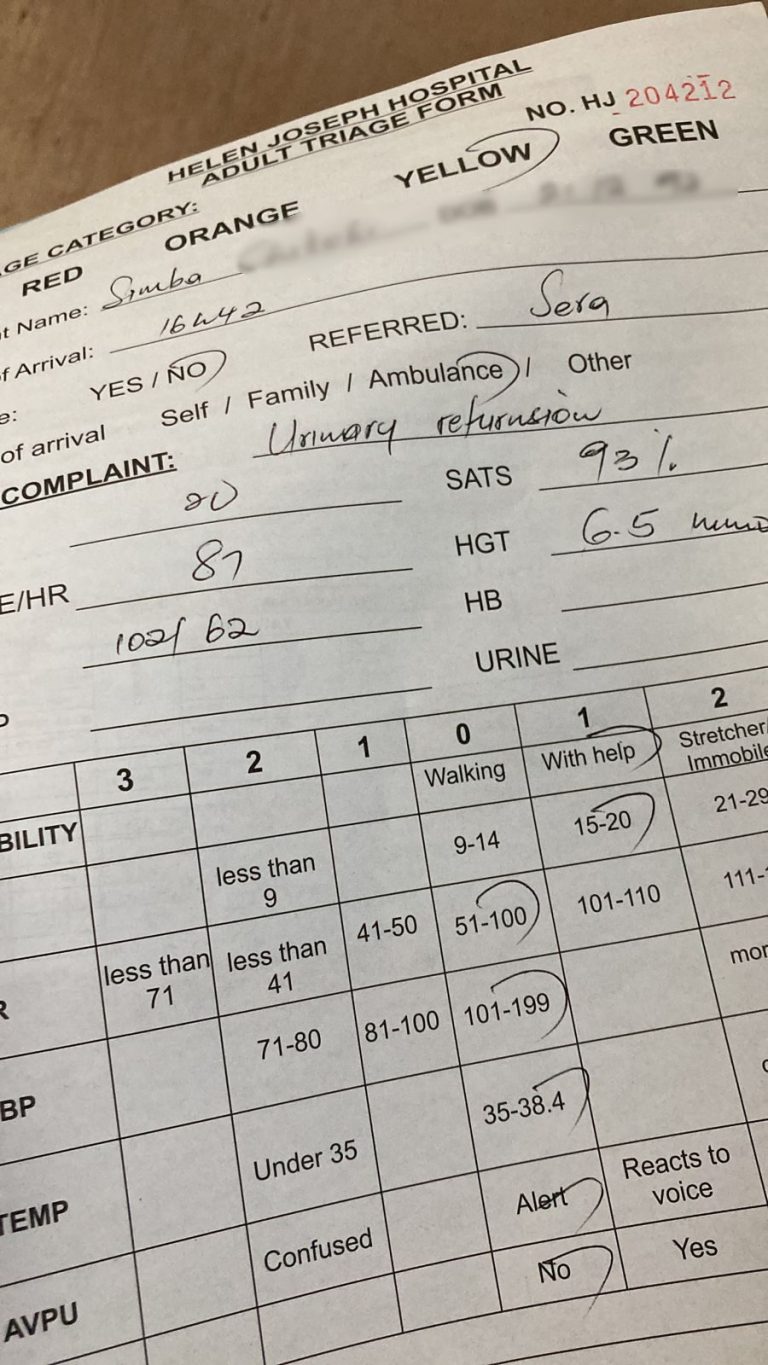 HELEN JOSEPH HOSPITAL
ADULT TRIAGE FORM
NO. HJ 204212
GE CATEGORY:
RED ORANGE YELLOW GREEN
t Name: Simba
f Arrival: 16h42
REFERRED: Sera
e: YES / NO
of arrival Self / Family / Ambulance / Other
COMPLAINT: Urinary
20 SATS 93%
E/HR 87 HGT 6.5
102/62 HB
URINE
3 2 1 0 1 2
BILITY Walking With help Stretcher/ Immobile
less than 9 9-14 15-20 21-29
R less than 41 41-50 51-100 101-110 111-
BP less than 71 71-80 81-100 101-199 mor
TEMP Under 35 35-38.4
AVPU Confused Alert Reacts to voice
No Yes